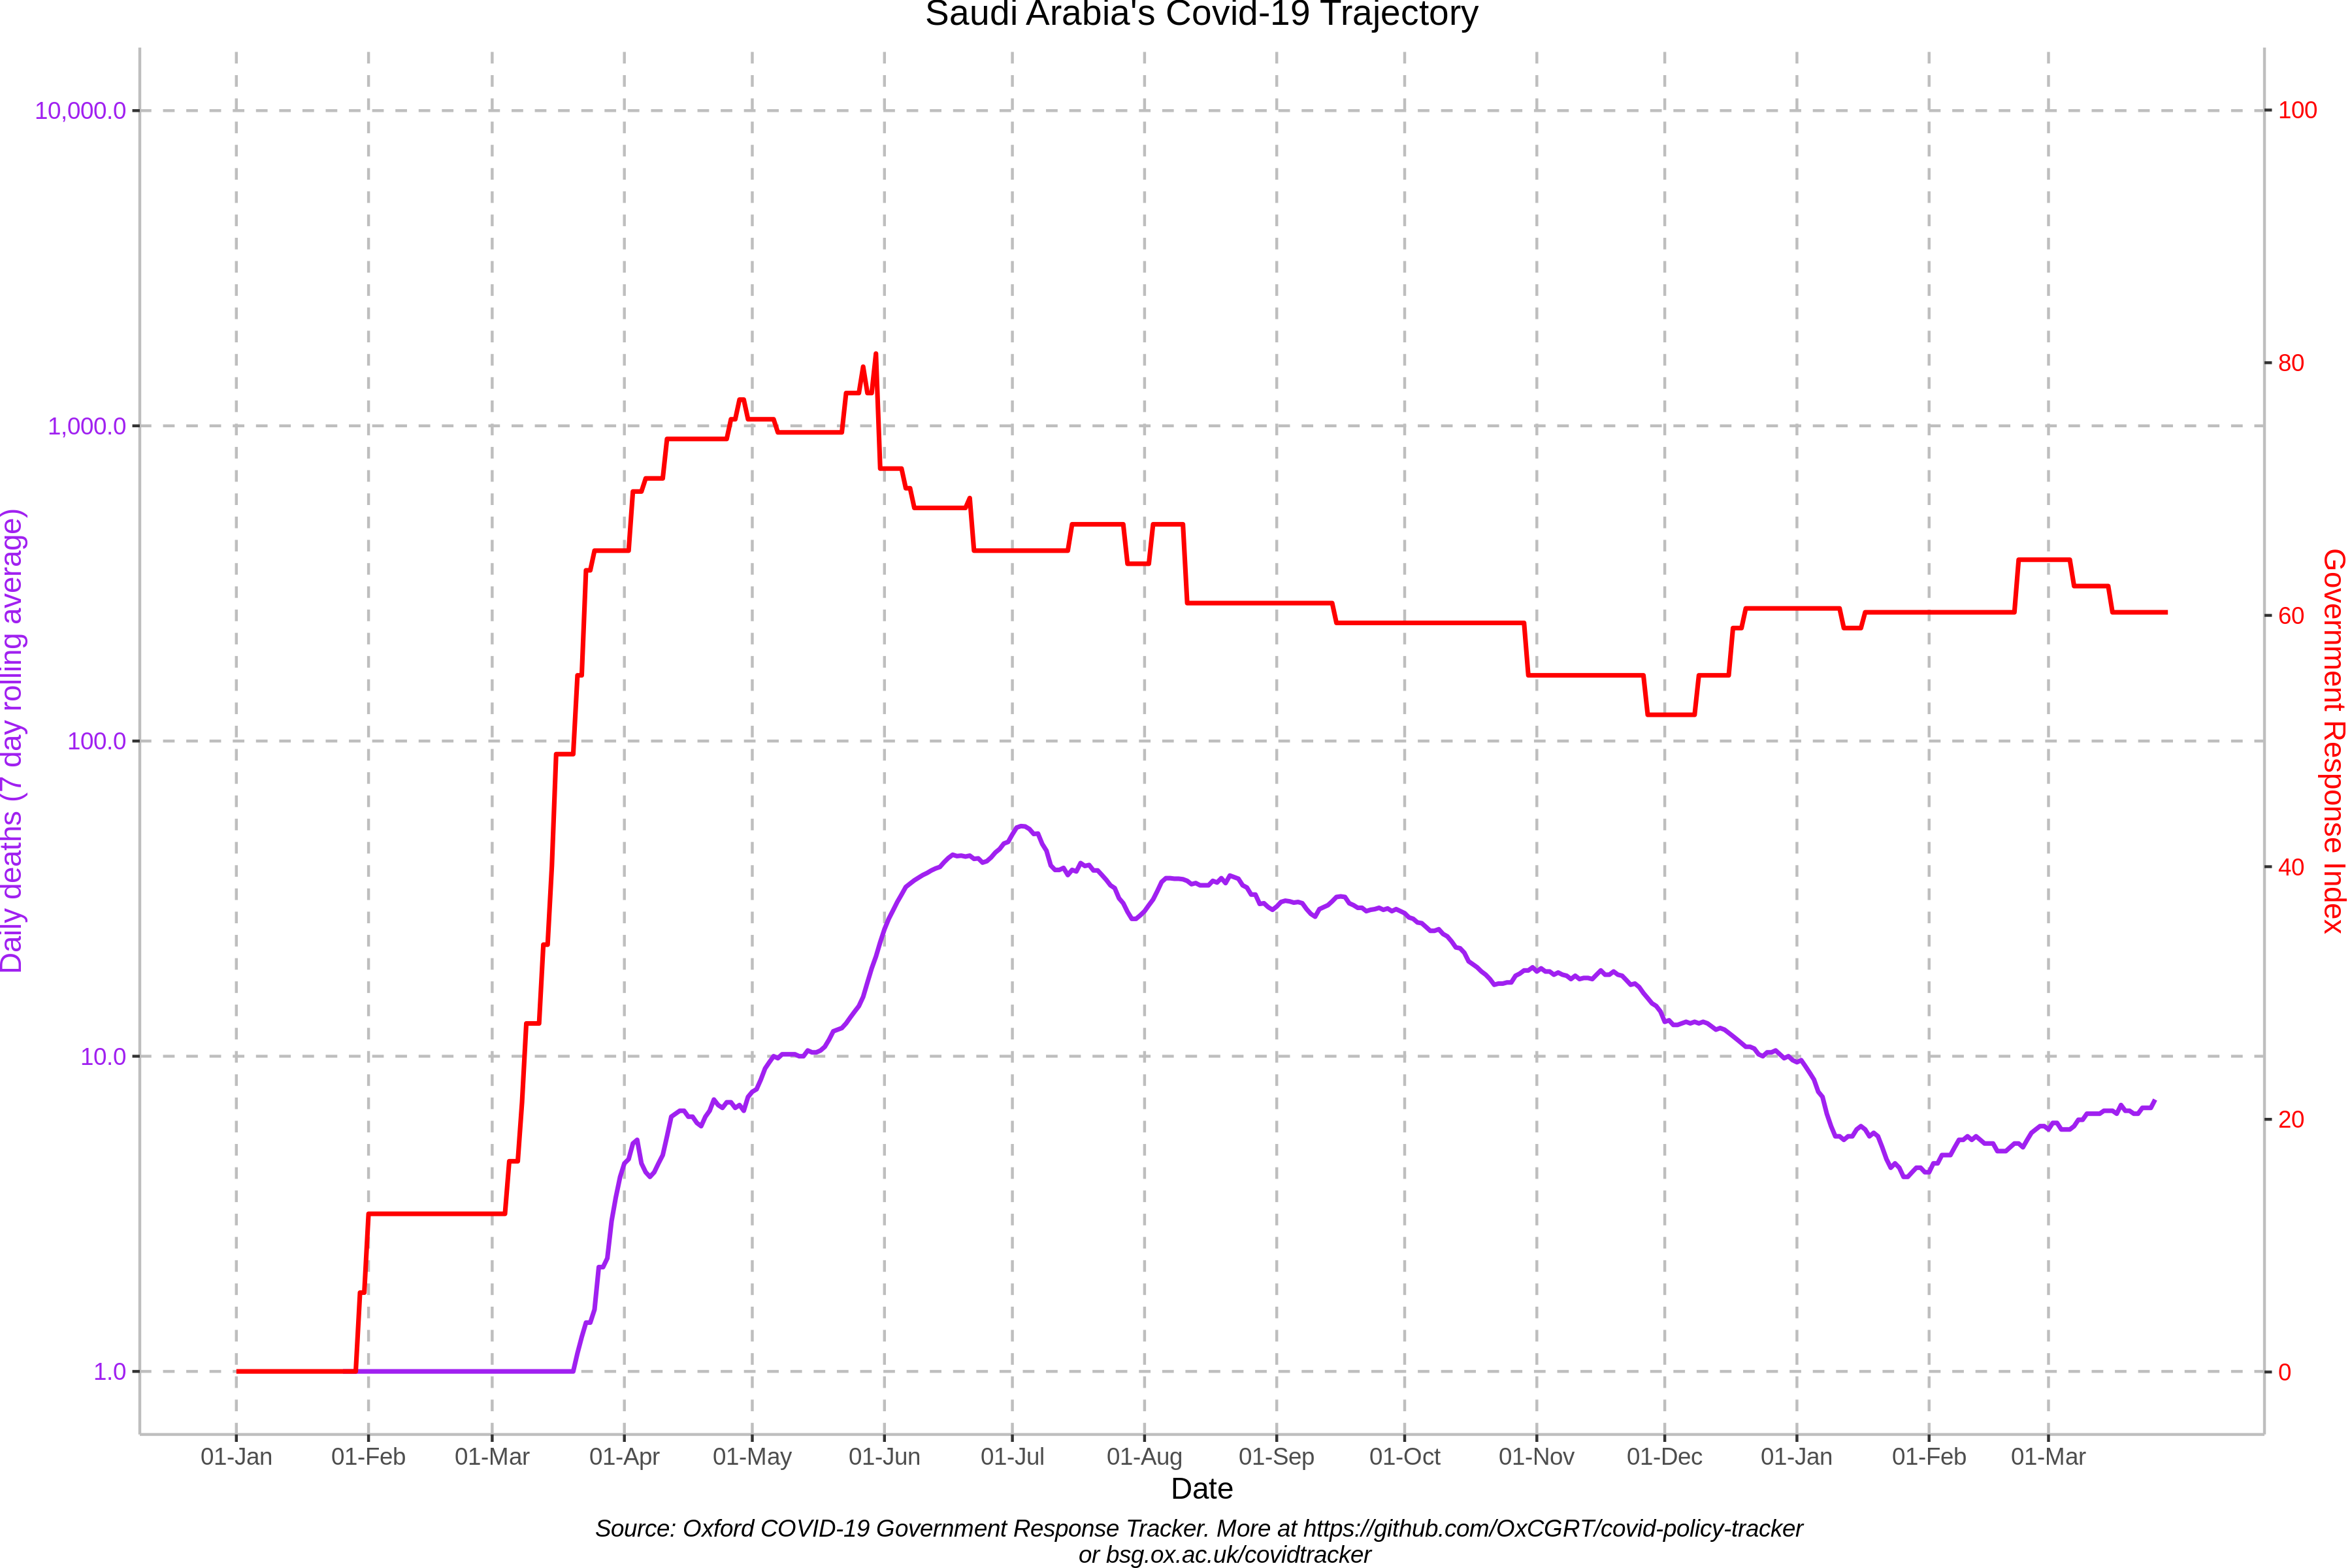 Saudi Arabia's Covid-19 Trajectory
10,000.0
1,000.0
100.0
10.0
1.0
Daily deaths (7 day rolling average)
100
80
60
40
20
0
Government Response Index
01-Jan 01-Feb 01-Mar 01-Apr 01-May 01-Jun 01-Jul 01-Aug 01-Sep 01-Oct 01-Nov 01-Dec 01-Jan 01-Feb 01-Mar
Date
Source: Oxford COVID-19 Government Response Tracker. More at https://github.com/OxCGRT/covid-policy-tracker
or bsg.ox.ac.uk/covidtracker